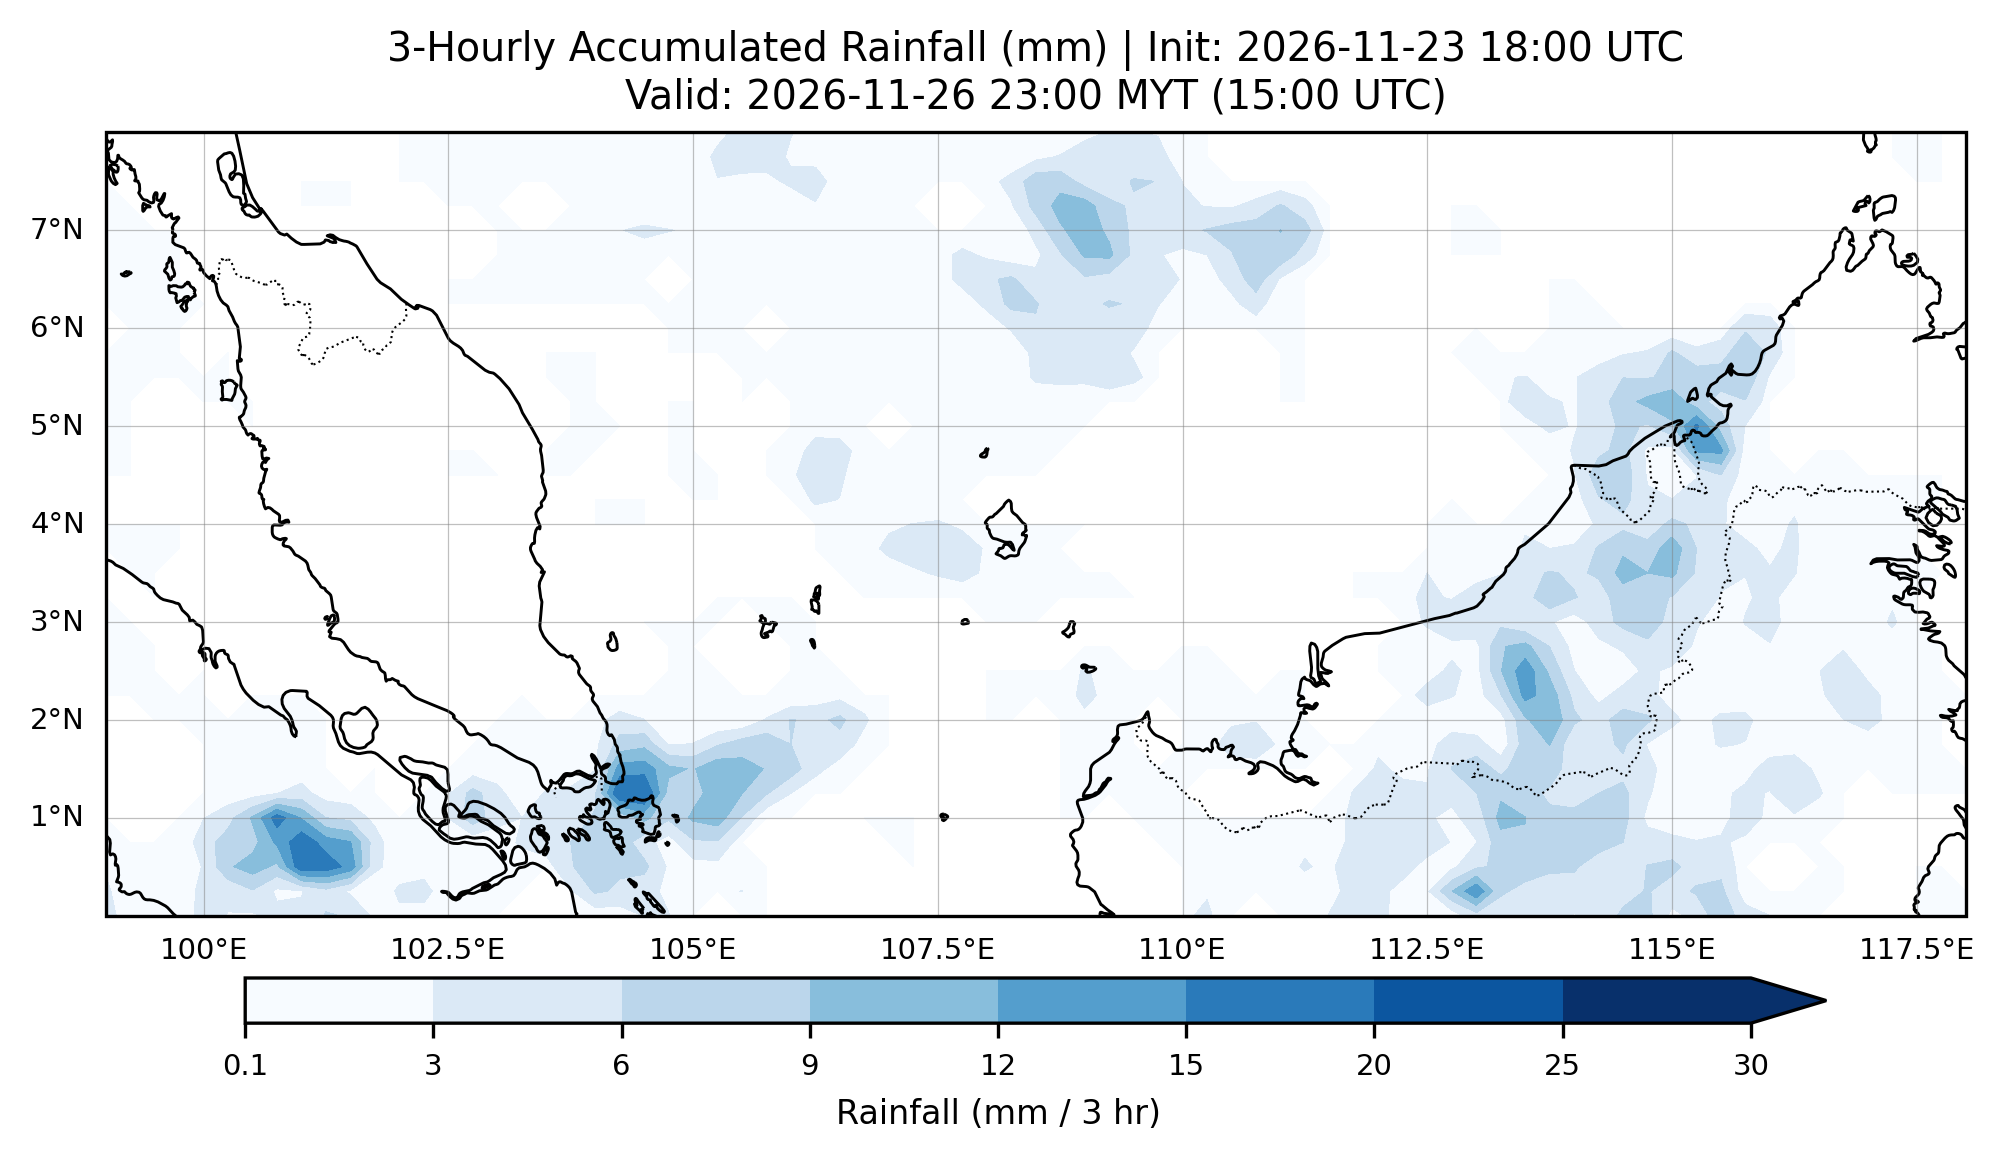 3-Hourly Accumulated Rainfall (mm) | Init: 2026-11-23 18:00 UTC
Valid: 2026-11-26 23:00 MYT (15:00 UTC)
7°N
6°N
5°N
4°N
3°N
2°N
1°N
100°E 102.5°E 105°E 107.5°E 110°E 112.5°E 115°E 117.5°E
0.1 3 6 9 12 15 20 25 30
Rainfall (mm / 3 hr)